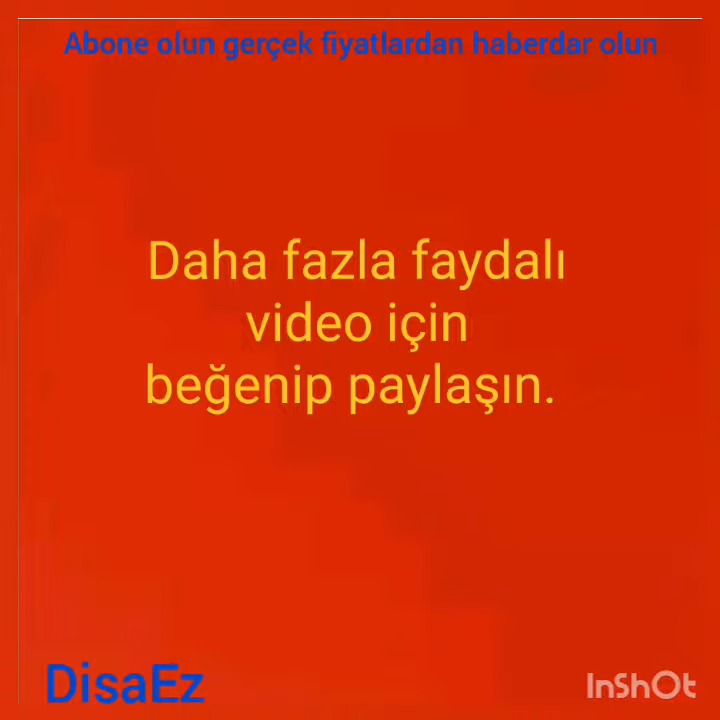 Abone olun gerçek fiyatlardan haberdar olun
Daha fazla faydalı
video için
beğenip paylaşın.
DisaEz
InShOt